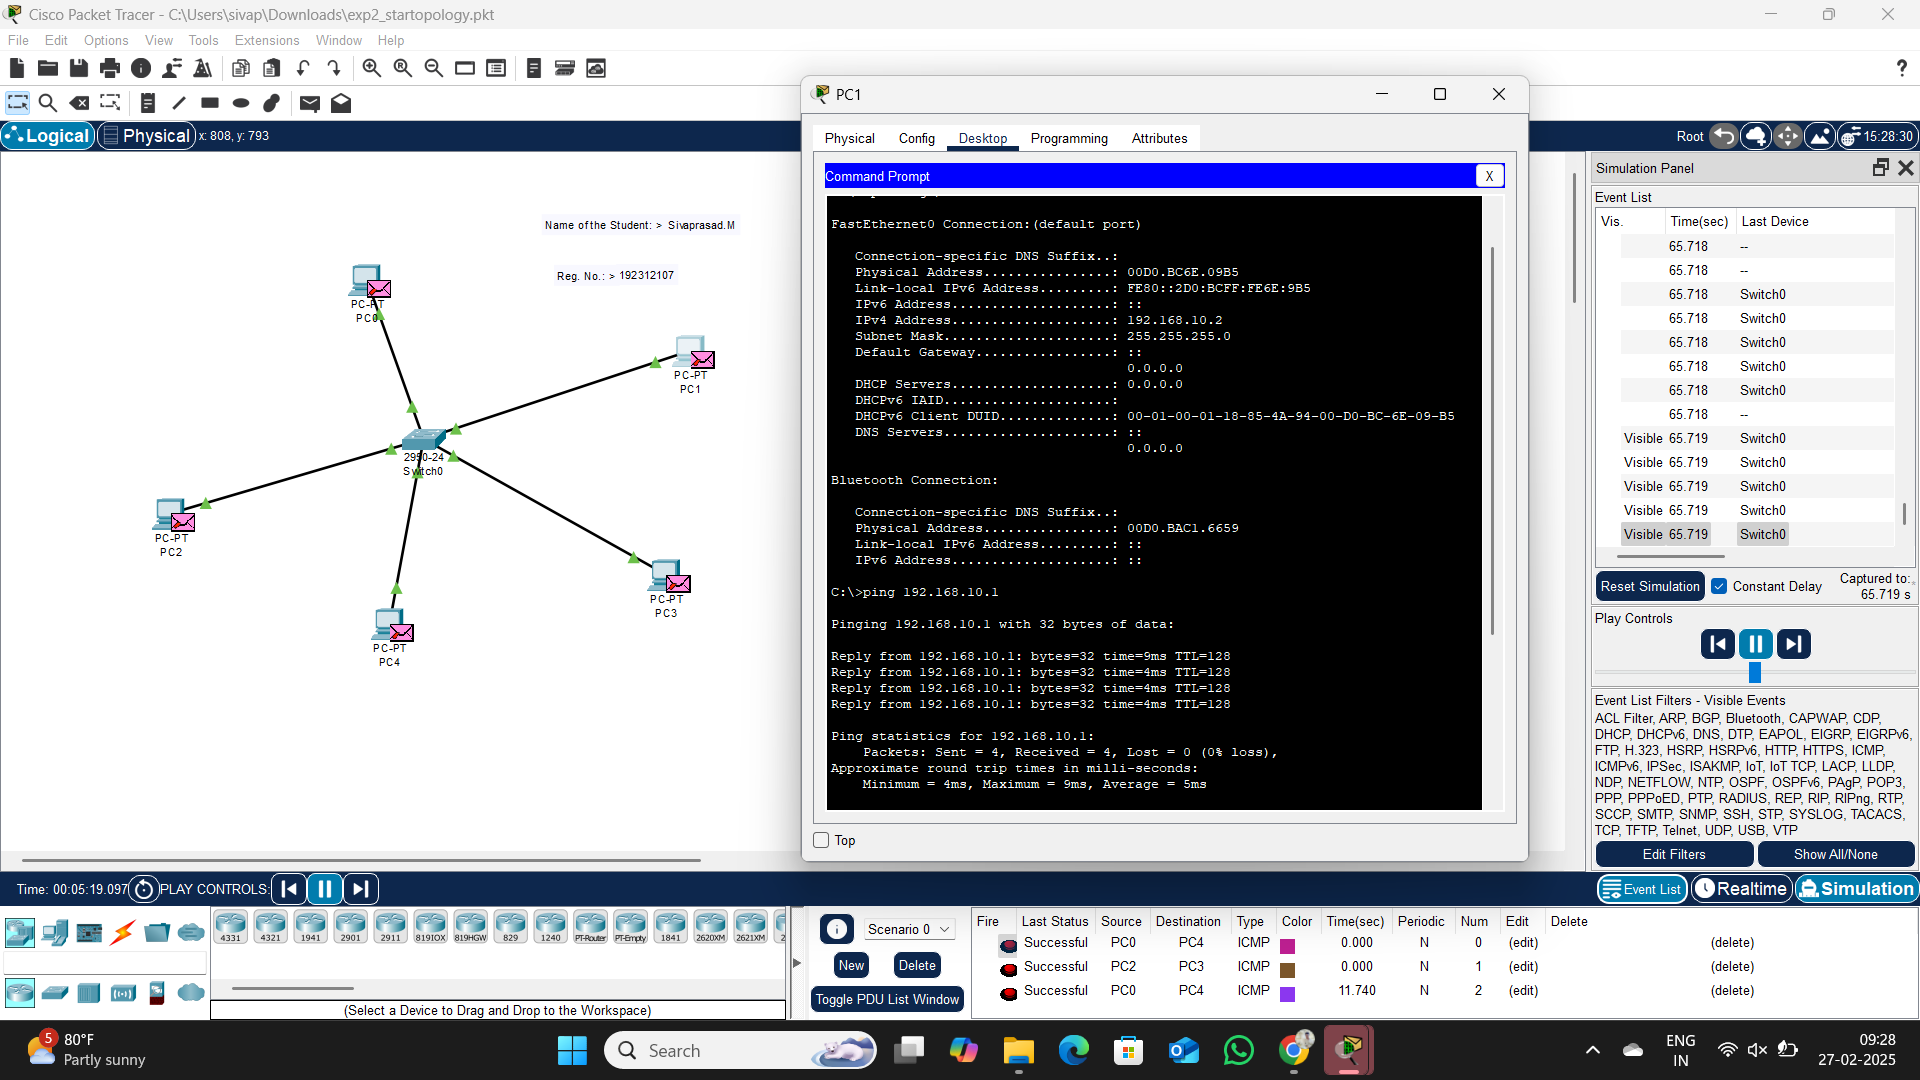 Cisco Packet Tracer - C:\Users\sivap\Downloads\exp2_startopology.pkt
File Edit Options View Tools Extensions Window Help
Logical Physical x: 808, y: 793
Root 15:28:30
Name of the Student: > Sivaprasad.M
Reg. No.: > 192312107
PC-PT
PC0
PC-PT
PC1
2950-24
Switch0
PC-PT
PC2
PC-PT
PC3
PC-PT
PC4
PC1
Physical Config Desktop Programming Attributes
Command Prompt X
FastEthernet0 Connection:(default port)
Connection-specific DNS Suffix..:
Physical Address................: 00D0.BC6E.09B5
Link-local IPv6 Address.........: FE80::2D0:BCFF:FE6E:9B5
IPv6 Address....................: ::
IPv4 Address....................: 192.168.10.2
Subnet Mask.....................: 255.255.255.0
Default Gateway.................: ::
0.0.0.0
DHCP Servers....................: 0.0.0.0
DHCPv6 IAID.....................:
DHCPv6 Client DUID..............: 00-01-00-01-18-85-4A-94-00-D0-BC-6E-09-B5
DNS Servers.....................: ::
0.0.0.0
Bluetooth Connection:
Connection-specific DNS Suffix..:
Physical Address................: 00D0.BAC1.6659
Link-local IPv6 Address.........: ::
IPv6 Address....................: ::
C:\>ping 192.168.10.1
Pinging 192.168.10.1 with 32 bytes of data:
Reply from 192.168.10.1: bytes=32 time=9ms TTL=128
Reply from 192.168.10.1: bytes=32 time=4ms TTL=128
Reply from 192.168.10.1: bytes=32 time=4ms TTL=128
Reply from 192.168.10.1: bytes=32 time=4ms TTL=128
Ping statistics for 192.168.10.1:
Packets: Sent = 4, Received = 4, Lost = 0 (0% loss),
Approximate round trip times in milli-seconds:
Minimum = 4ms, Maximum = 9ms, Average = 5ms
Top
Simulation Panel
Event List
Vis. Time(sec) Last Device
65.718 --
65.718 --
65.718 Switch0
65.718 Switch0
65.718 Switch0
65.718 Switch0
65.718 Switch0
65.718 --
Visible 65.719 Switch0
Visible 65.719 Switch0
Visible 65.719 Switch0
Visible 65.719 Switch0
Visible 65.719 Switch0
Reset Simulation Constant Delay Captured to:
65.719 s
Play Controls
Event List Filters - Visible Events
ACL Filter, ARP, BGP, Bluetooth, CAPWAP, CDP,
DHCP, DHCPv6, DNS, DTP, EAPOL, EIGRP, EIGRPv6,
FTP, H.323, HSRP, HSRPv6, HTTP, HTTPS, ICMP,
ICMPv6, IPSec, ISAKMP, IoT, IoT TCP, LACP, LLDP,
NDP, NETFLOW, NTP, OSPF, OSPFv6, PAgP, POP3,
PPP, PPPoED, PTP, RADIUS, REP, RIP, RIPng, RTP,
SCCP, SMTP, SNMP, SSH, STP, SYSLOG, TACACS,
TCP, TFTP, Telnet, UDP, USB, VTP
Edit Filters Show All/None
Time: 00:05:19.097 PLAY CONTROLS:
Event List Realtime Simulation
4331 4321 1941 2901 2911 819IOX 819HGW 829 1240 PT-Router PT-Empty 1841 2620XM 2621XM
(Select a Device to Drag and Drop to the Workspace)
Scenario 0
New Delete
Toggle PDU List Window
Fire Last Status Source Destination Type Color Time(sec) Periodic Num Edit Delete
Successful PC0 PC4 ICMP 0.000 N 0 (edit) (delete)
Successful PC2 PC3 ICMP 0.000 N 1 (edit) (delete)
Successful PC0 PC4 ICMP 11.740 N 2 (edit) (delete)
5
80°F
Partly sunny
Search
ENG
IN
09:28
27-02-2025